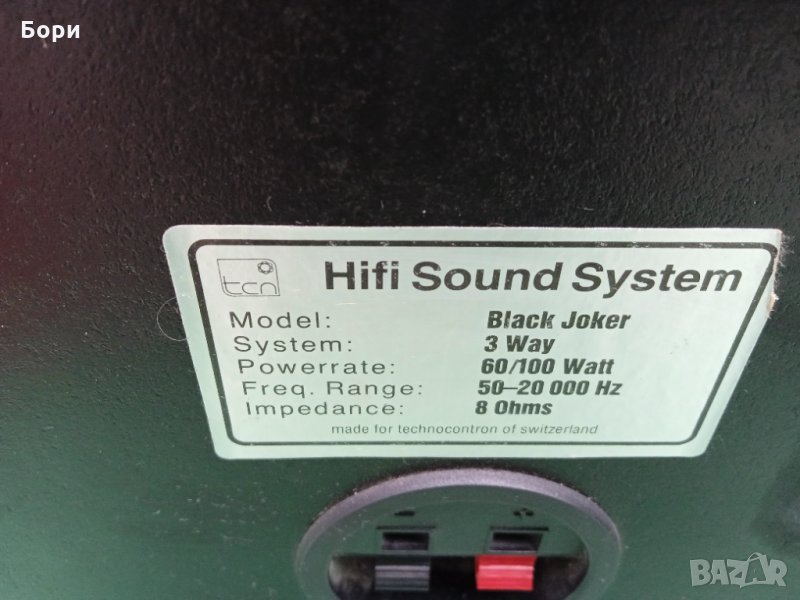 Бори
tcn
Hifi Sound System
Model: Black Joker
System: 3 Way
Powerrate: 60/100 Watt
Freq. Range: 50–20 000 Hz
Impedance: 8 Ohms
made for technocontron of switzerland
BAZAR